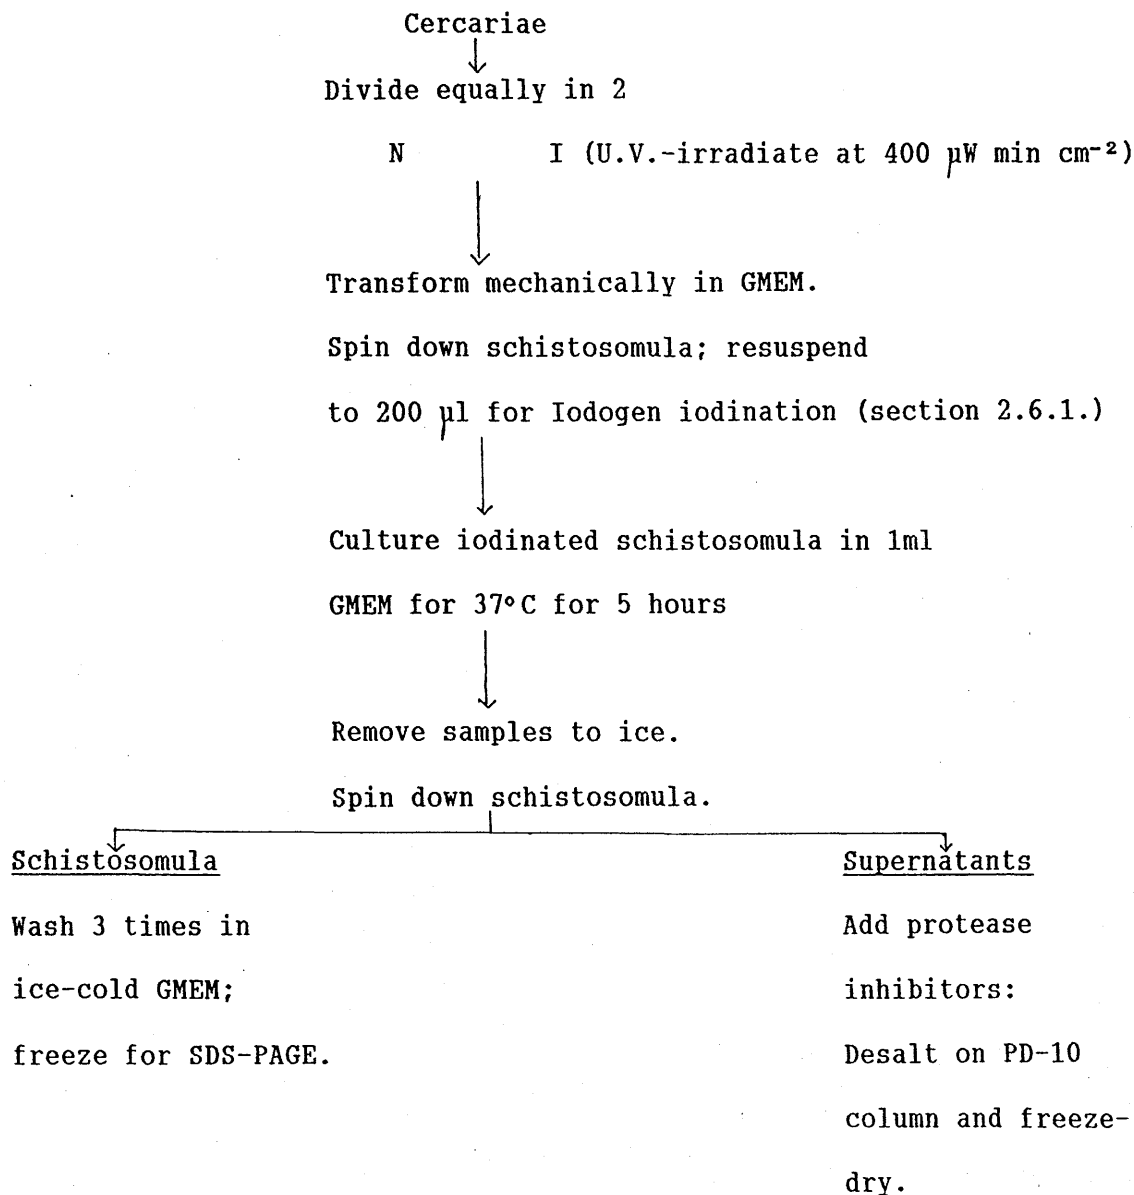 Cercariae
Divide equally in 2
N I (U.V.-irradiate at 400 µW min cm⁻²)
Transform mechanically in GMEM.
Spin down schistosomula; resuspend
to 200 µl for Iodogen iodination (section 2.6.1.)
Culture iodinated schistosomula in 1ml
GMEM for 37°C for 5 hours
Remove samples to ice.
Spin down schistosomula.
Schistosomula
Wash 3 times in
ice-cold GMEM;
freeze for SDS-PAGE.
Supernatants
Add protease
inhibitors:
Desalt on PD-10
column and freeze-
dry.